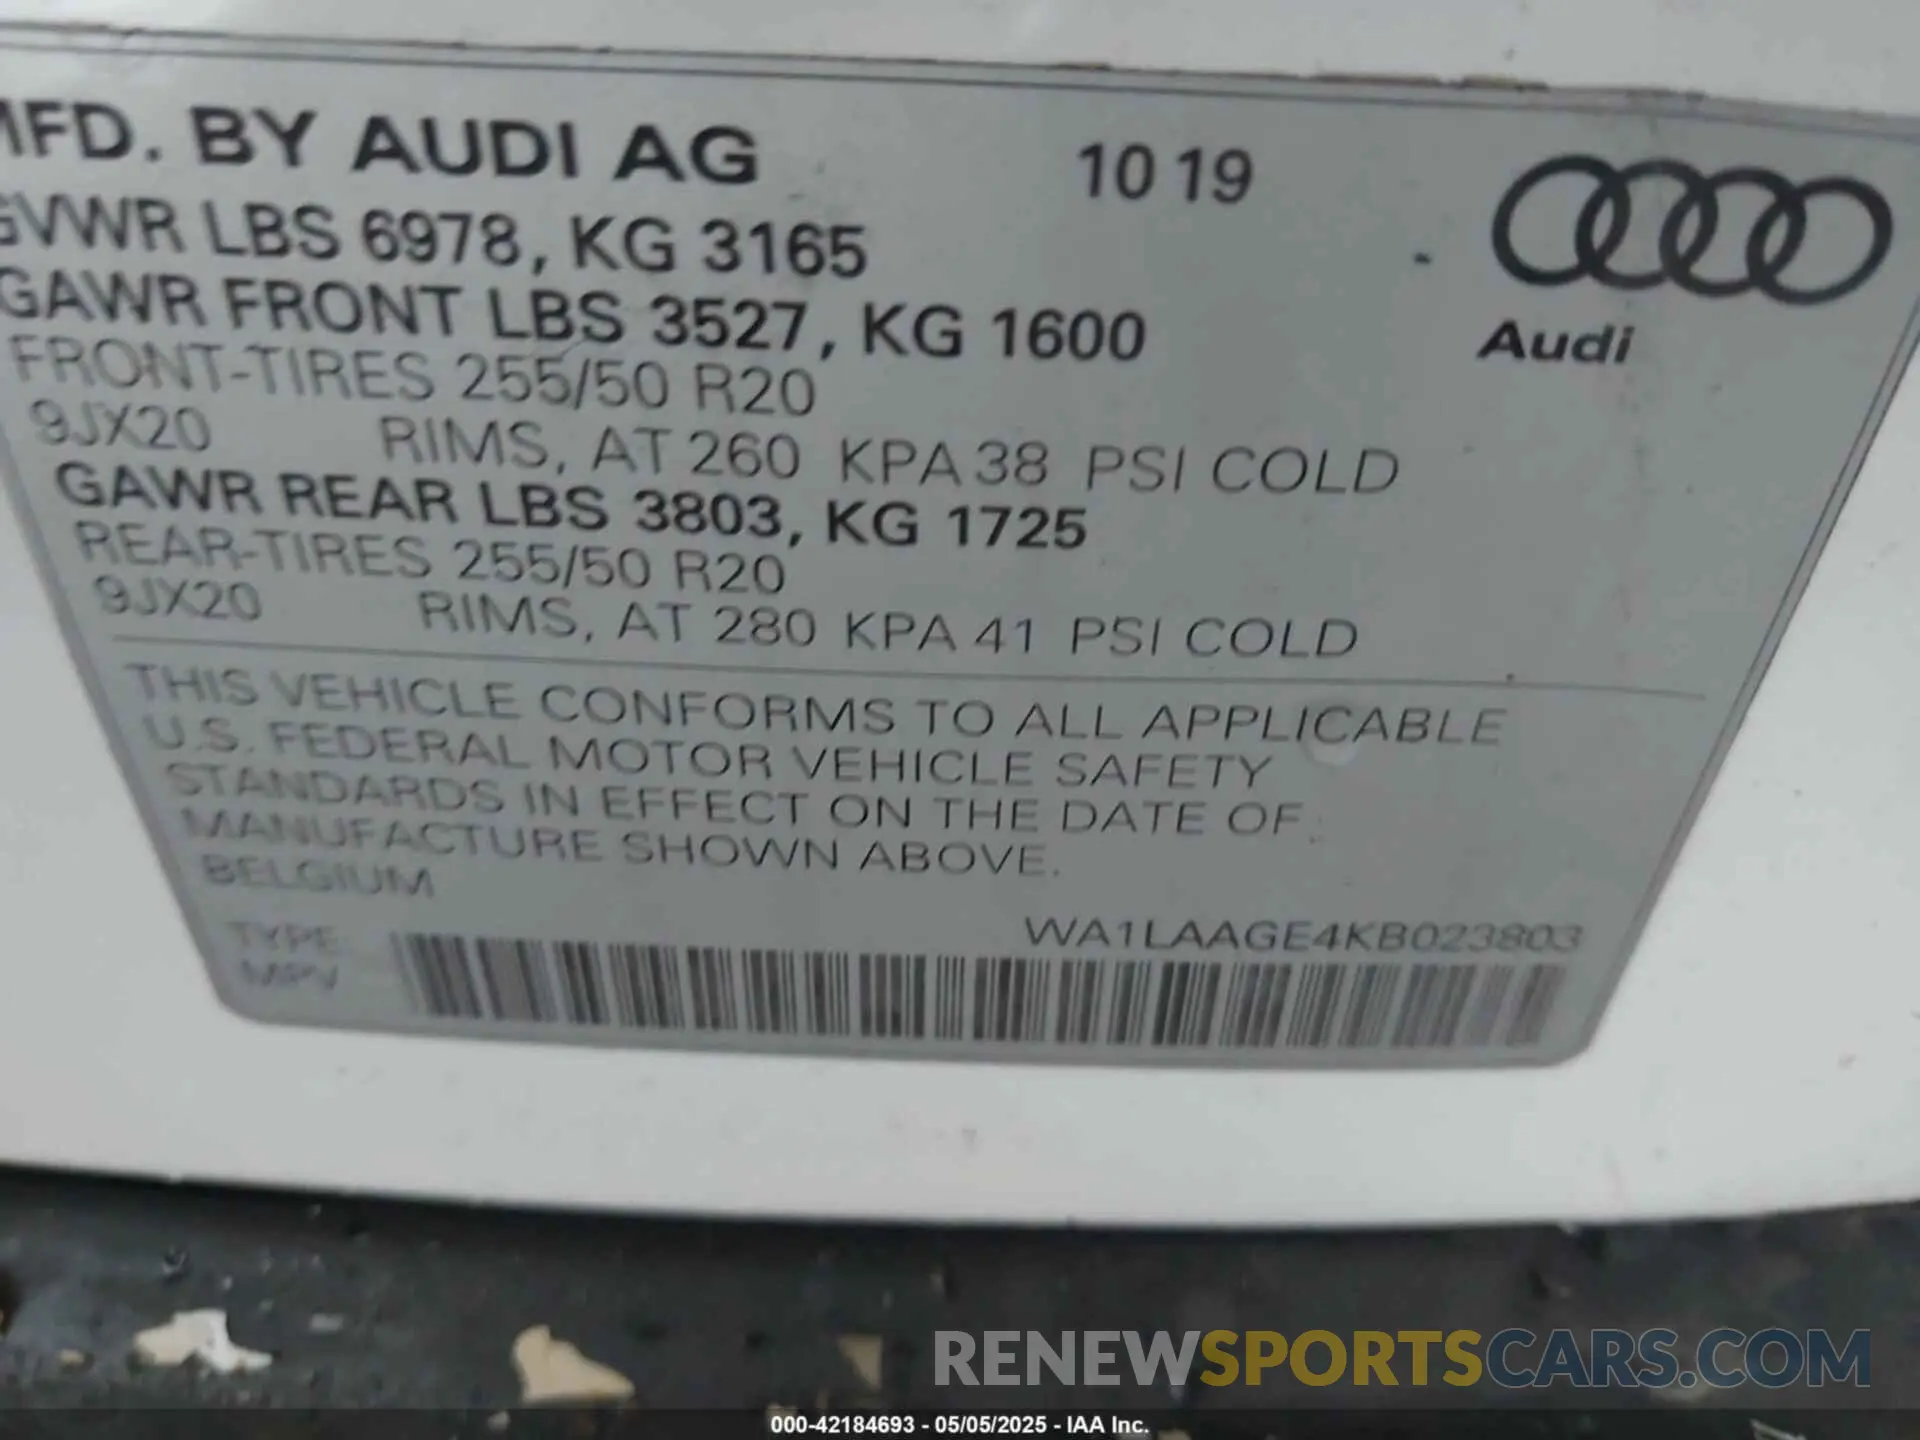 MFD. BY AUDI AG 10 19
GVWR LBS 6978, KG 3165
GAWR FRONT LBS 3527, KG 1600
Audi
FRONT-TIRES 255/50 R20
9JX20 RIMS, AT 260 KPA 38 PSI COLD
GAWR REAR LBS 3803, KG 1725
REAR-TIRES 255/50 R20
9JX20 RIMS, AT 280 KPA 41 PSI COLD
THIS VEHICLE CONFORMS TO ALL APPLICABLE
U.S. FEDERAL MOTOR VEHICLE SAFETY
STANDARDS IN EFFECT ON THE DATE OF
MANUFACTURE SHOWN ABOVE.
BELGIUM
TYPE WA1LAAGE4KB023803
MPV
RENEWSPORTSCARS.COM
000-42184693 - 05/05/2025 - IAA Inc.